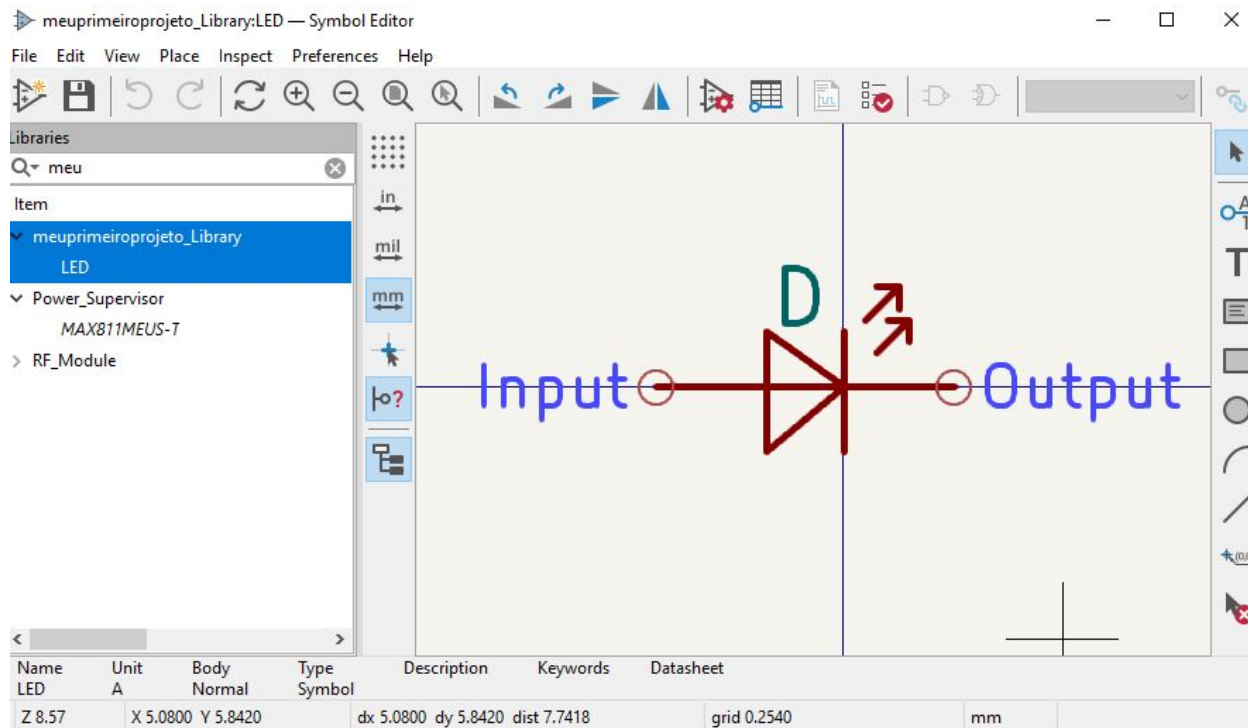 meuprimeiroprojeto_Library:LED — Symbol Editor
File Edit View Place Inspect Preferences Help
Libraries
meu
Item
meuprimeiroprojeto_Library
LED
Power_Supervisor
MAX811MEUS-T
RF_Module
in
mil
mm
?
D
Input
Output
A
T
(0,0
Name Unit Body Type Description Keywords Datasheet
LED A Normal Symbol
Z 8.57 X 5.0800 Y 5.8420 dx 5.0800 dy 5.8420 dist 7.7418 grid 0.2540 mm